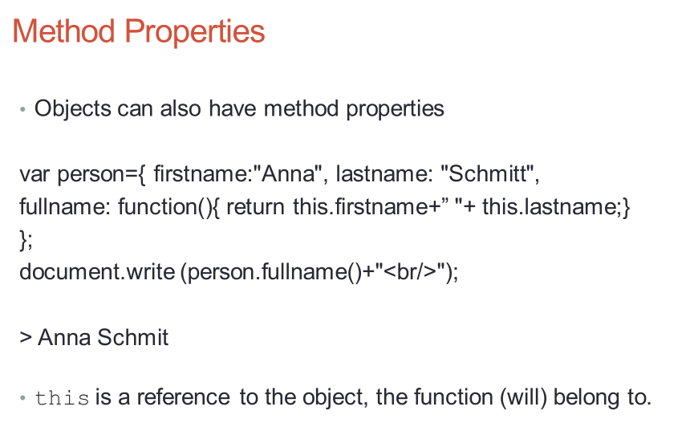 Method Properties
• Objects can also have method properties
var person={ firstname:"Anna", lastname: "Schmitt",
fullname: function(){ return this.firstname+” "+ this.lastname;}
};
document.write (person.fullname()+"<br/>");
> Anna Schmit
• this is a reference to the object, the function (will) belong to.